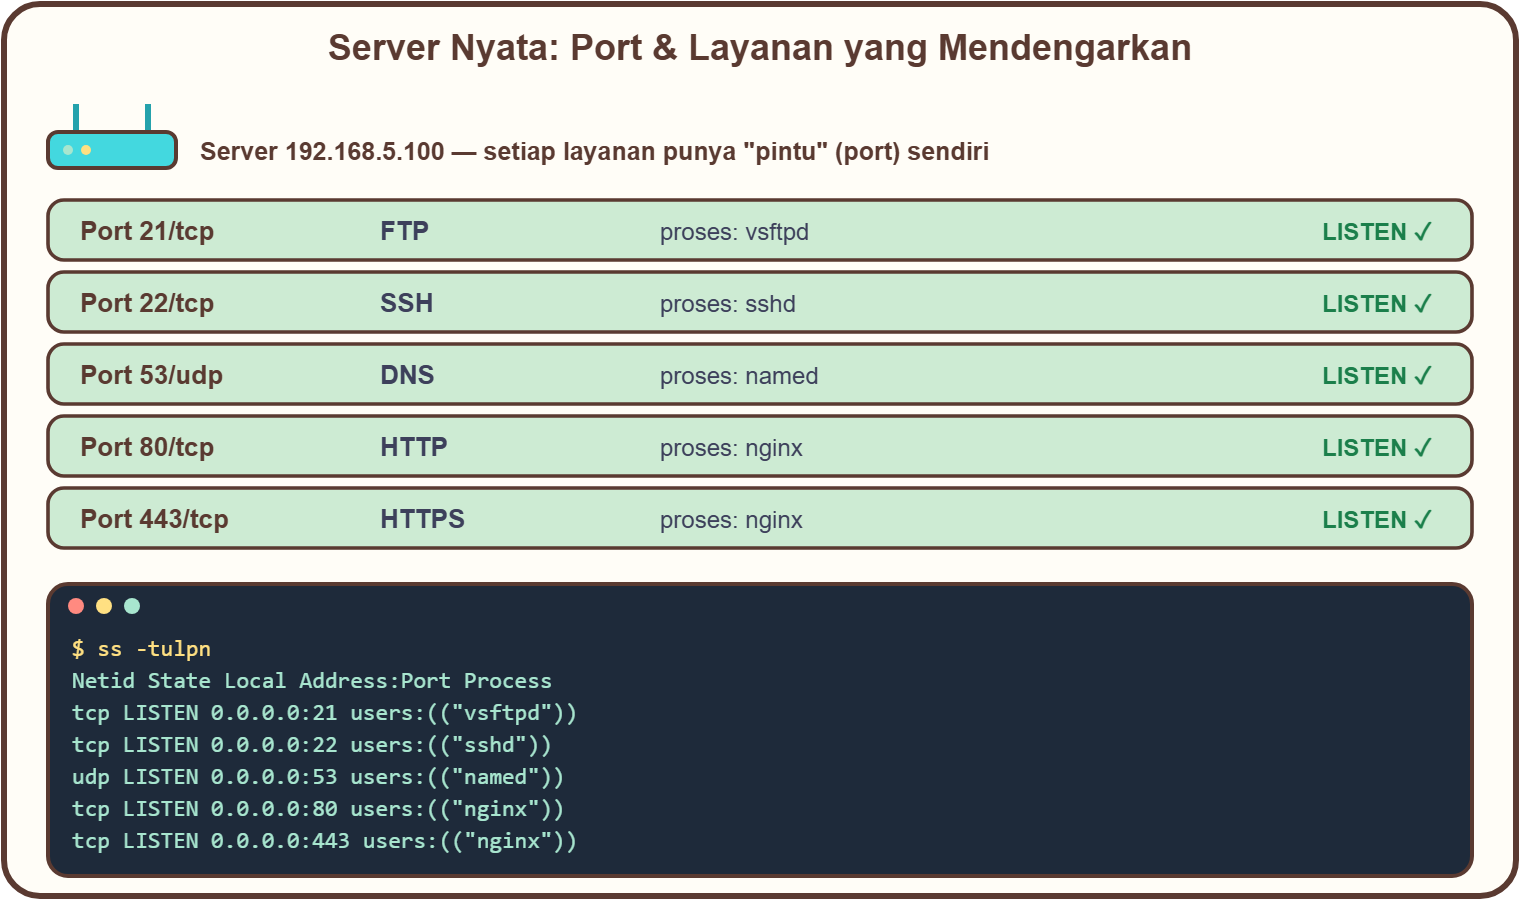 Server Nyata: Port & Layanan yang Mendengarkan
Server 192.168.5.100 — setiap layanan punya "pintu" (port) sendiri
Port 21/tcp FTP proses: vsftpd LISTEN ✓
Port 22/tcp SSH proses: sshd LISTEN ✓
Port 53/udp DNS proses: named LISTEN ✓
Port 80/tcp HTTP proses: nginx LISTEN ✓
Port 443/tcp HTTPS proses: nginx LISTEN ✓
$ ss -tulpn
Netid State Local Address:Port Process
tcp LISTEN 0.0.0.0:21 users:(("vsftpd"))
tcp LISTEN 0.0.0.0:22 users:(("sshd"))
udp LISTEN 0.0.0.0:53 users:(("named"))
tcp LISTEN 0.0.0.0:80 users:(("nginx"))
tcp LISTEN 0.0.0.0:443 users:(("nginx"))